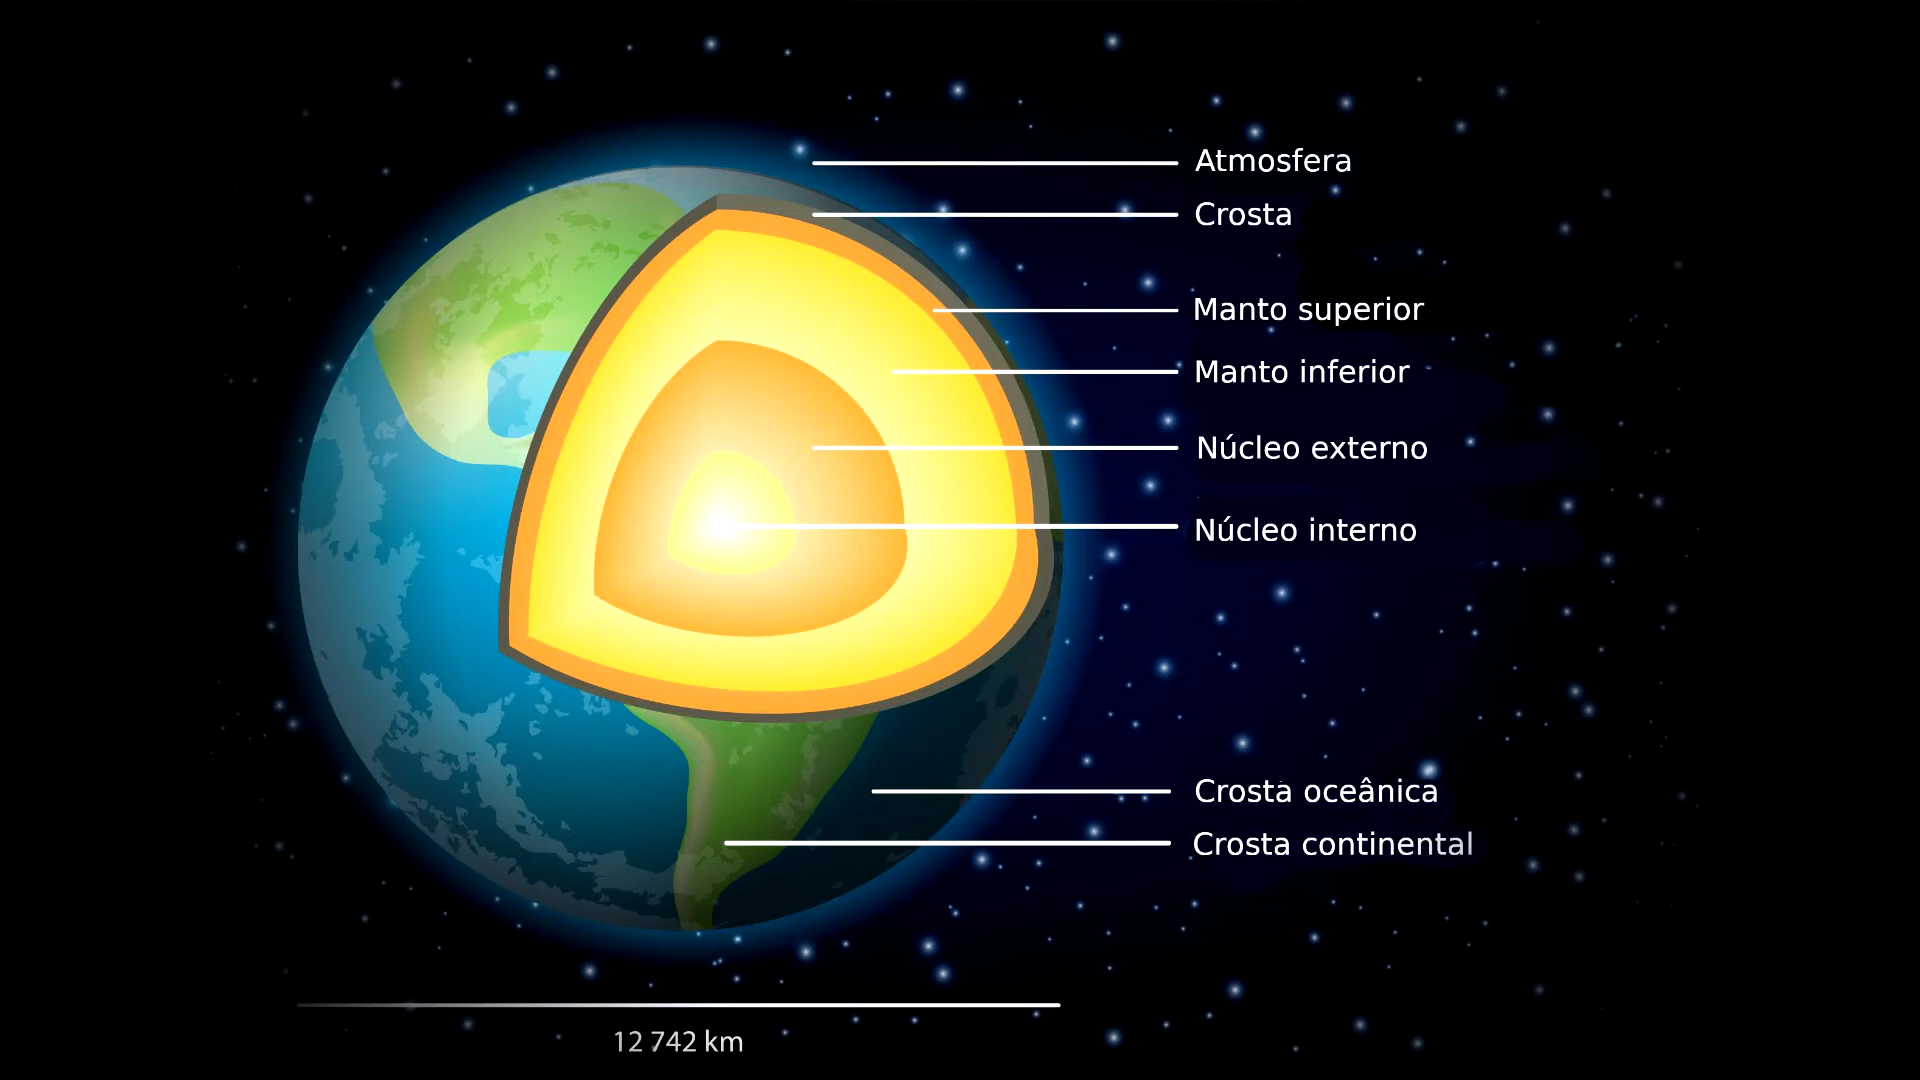 Atmosfera
Crosta
Manto superior
Manto inferior
Núcleo externo
Núcleo interno
Crosta oceânica
Crosta continental
12 742 km